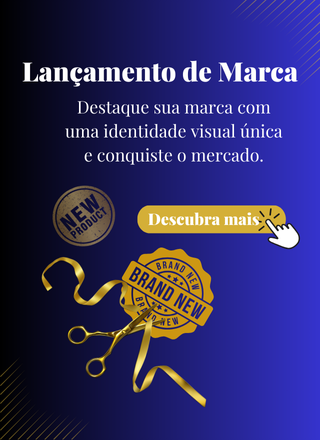 Lançamento de Marca
Destaque sua marca com
uma identidade visual única
e conquiste o mercado.
NEW
PRODUCT
Descubra mais
BRAND NEW
BRAND NEW
BRAND NEW